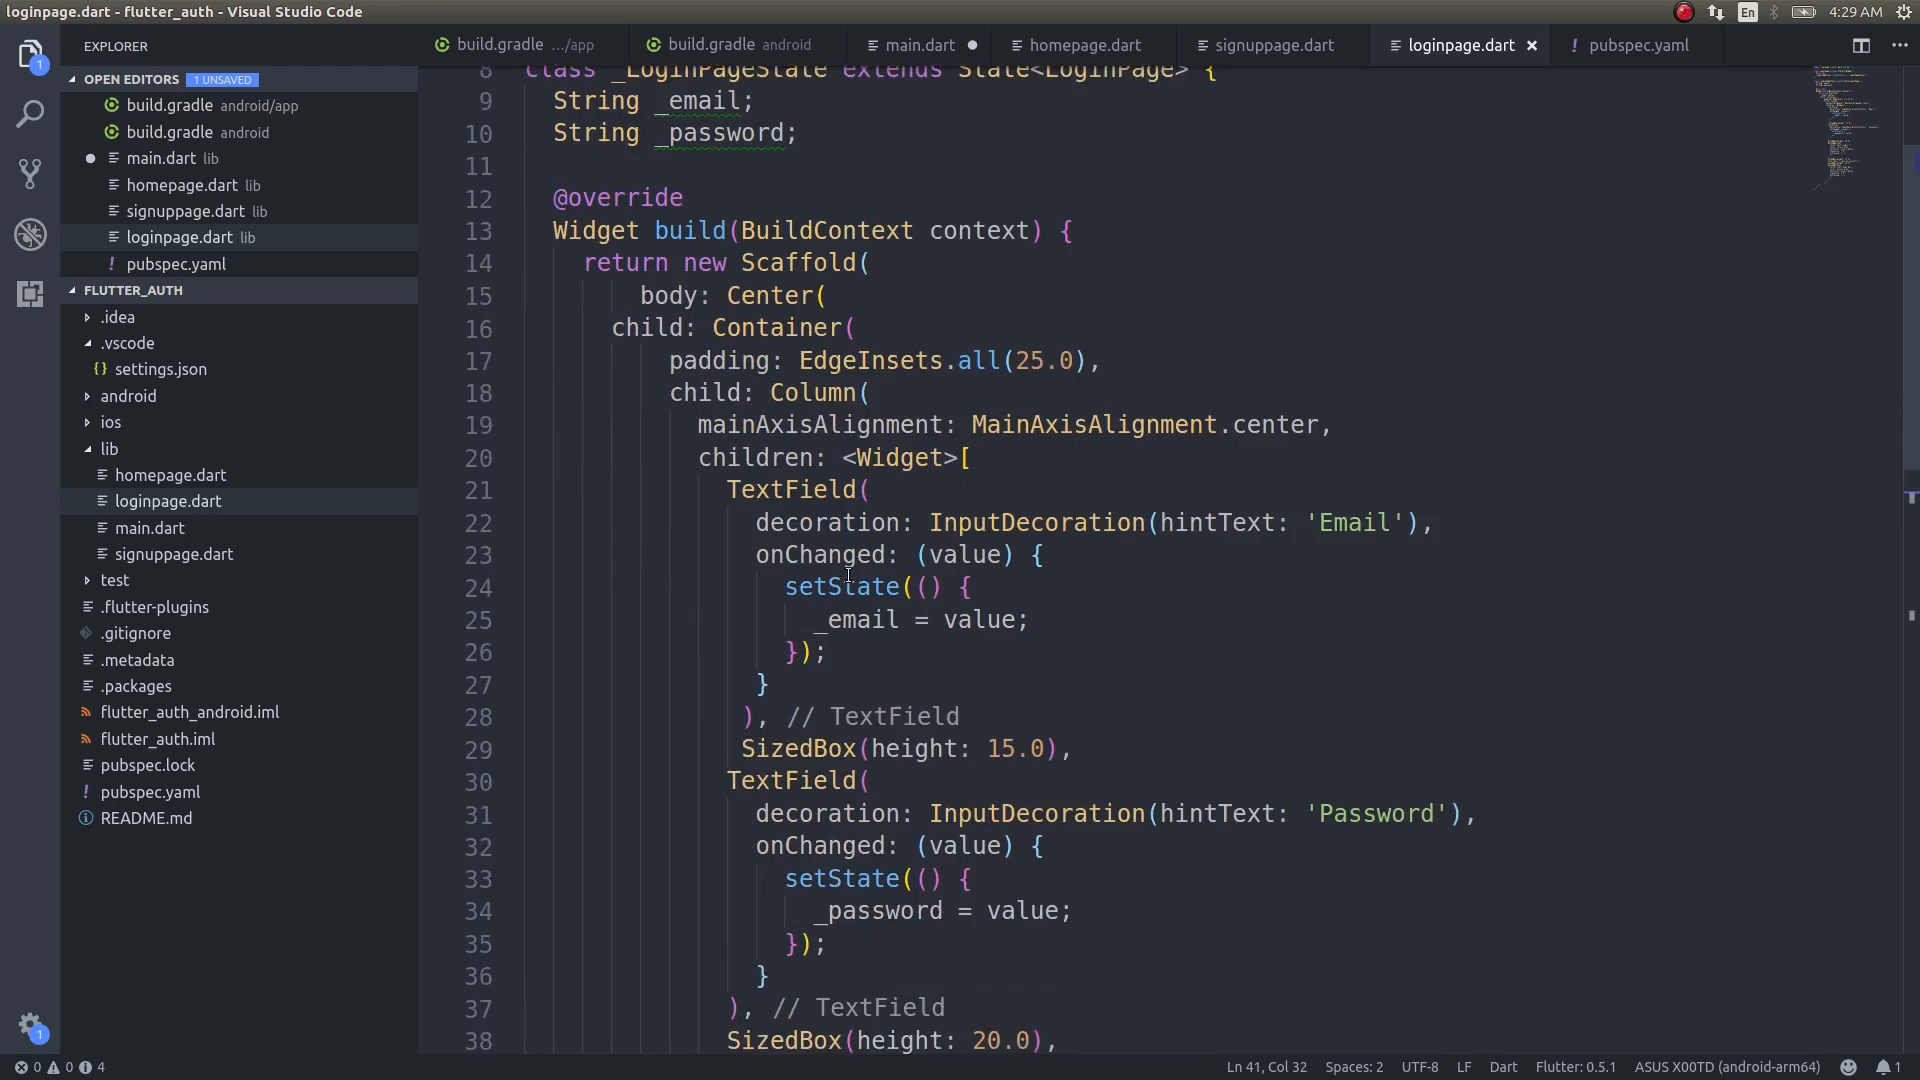 loginpage.dart - flutter_auth - Visual Studio Code
En
4:29 AM
EXPLORER
build.gradle .../app
build.gradle android
main.dart
homepage.dart
signuppage.dart
loginpage.dart
! pubspec.yaml
1
OPEN EDITORS 1 UNSAVED
build.gradle android/app
build.gradle android
main.dart lib
homepage.dart lib
signuppage.dart lib
loginpage.dart lib
! pubspec.yaml
FLUTTER_AUTH
.idea
.vscode
{} settings.json
android
ios
lib
homepage.dart
loginpage.dart
main.dart
signuppage.dart
test
.flutter-plugins
.gitignore
.metadata
.packages
flutter_auth_android.iml
flutter_auth.iml
pubspec.lock
! pubspec.yaml
README.md
1
8 class _LoginPageState extends State<LoginPage> {
9 String _email;
10 String _password;
11
12 @override
13 Widget build(BuildContext context) {
14 return new Scaffold(
15 body: Center(
16 child: Container(
17 padding: EdgeInsets.all(25.0),
18 child: Column(
19 mainAxisAlignment: MainAxisAlignment.center,
20 children: <Widget>[
21 TextField(
22 decoration: InputDecoration(hintText: 'Email'),
23 onChanged: (value) {
24 setState(() {
25 _email = value;
26 });
27 }
28 ), // TextField
29 SizedBox(height: 15.0),
30 TextField(
31 decoration: InputDecoration(hintText: 'Password'),
32 onChanged: (value) {
33 setState(() {
34 _password = value;
35 });
36 }
37 ), // TextField
38 SizedBox(height: 20.0),
0 0 4
Ln 41, Col 32
Spaces: 2
UTF-8
LF
Dart
Flutter: 0.5.1
ASUS X00TD (android-arm64)
1